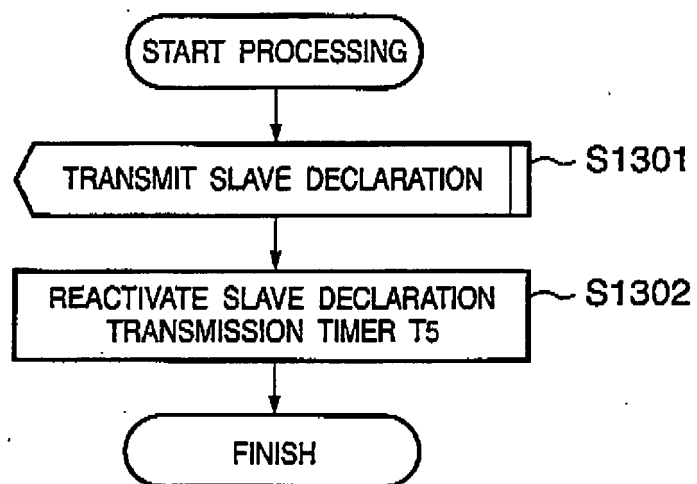 START PROCESSING
TRANSMIT SLAVE DECLARATION
S1301
REACTIVATE SLAVE DECLARATION
TRANSMISSION TIMER T5
S1302
FINISH